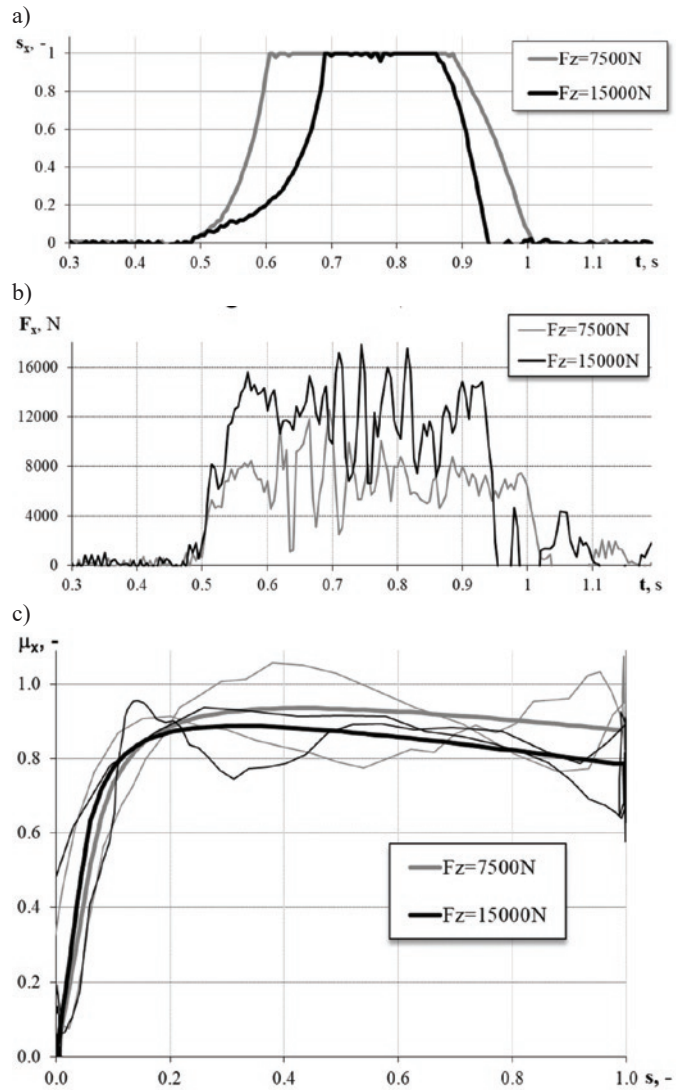 a)
sₓ, -
1
0.8
0.6
0.4
0.2
0
0.3 0.4 0.5 0.6 0.7 0.8 0.9 1 1.1 t, s
Fz=7500N
Fz=15000N
b)
Fₓ, N
16000
12000
8000
4000
0
0.3 0.4 0.5 0.6 0.7 0.8 0.9 1 1.1 t, s
Fz=7500N
Fz=15000N
c)
μₓ, -
1.0
0.8
0.6
0.4
0.2
0.0
0.0 0.2 0.4 0.6 0.8 1.0 s, -
Fz=7500N
Fz=15000N